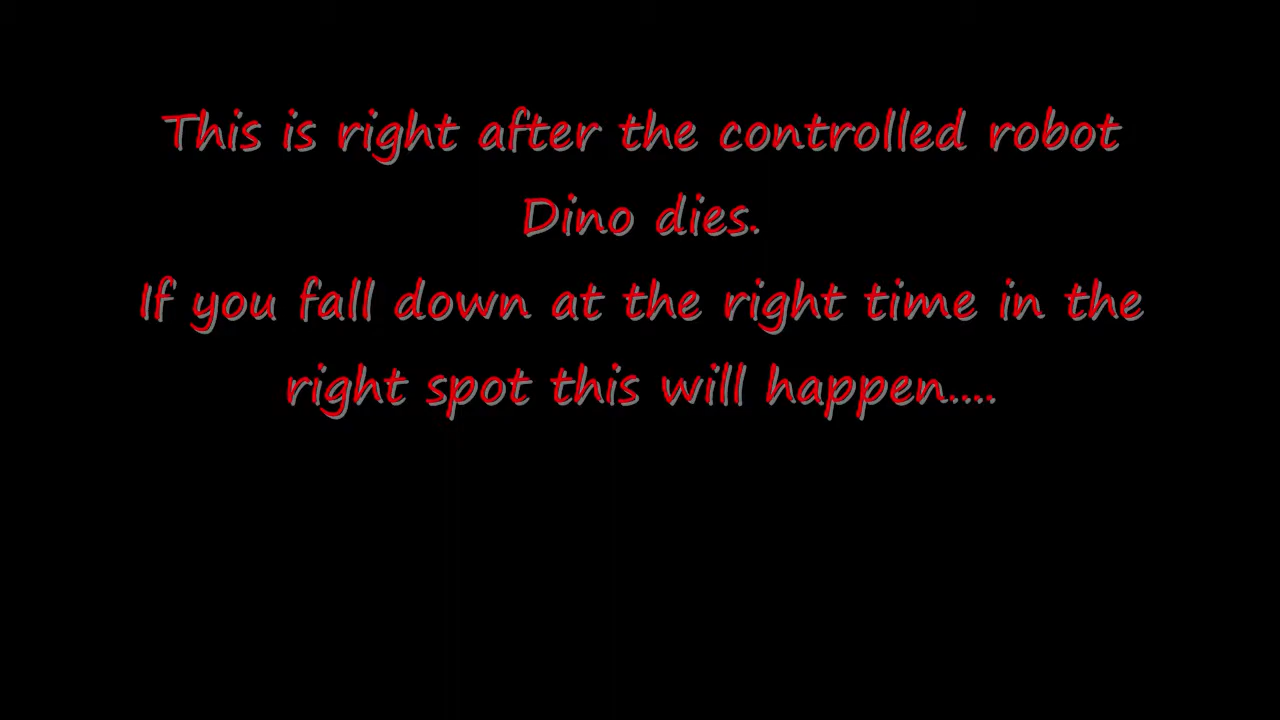 This is right after the controlled robot
Dino dies.
If you fall down at the right time in the
right spot this will happen....